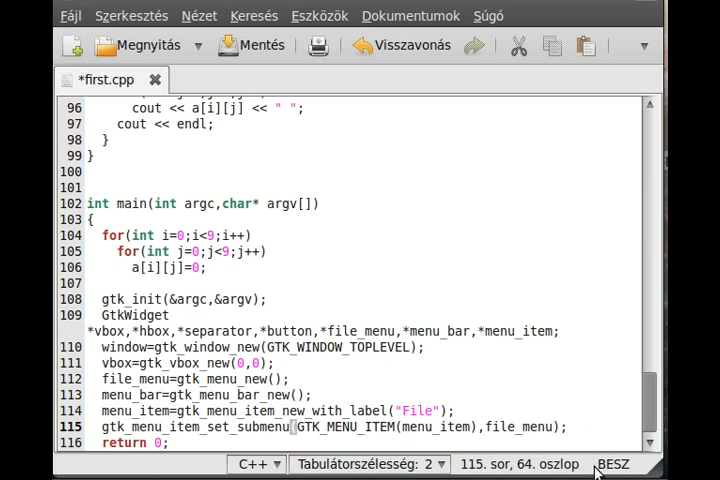 Fájl Szerkesztés Nézet Keresés Eszközök Dokumentumok Súgó
Megnyitás Mentés Visszavonás
*first.cpp
96 cout << a[i][j] << " ";
97 cout << endl;
98 }
99 }
100
101
102 int main(int argc,char* argv[])
103 {
104 for(int i=0;i<9;i++)
105 for(int j=0;j<9;j++)
106 a[i][j]=0;
107
108 gtk_init(&argc,&argv);
109 GtkWidget
*vbox,*hbox,*separator,*button,*file_menu,*menu_bar,*menu_item;
110 window=gtk_window_new(GTK_WINDOW_TOPLEVEL);
111 vbox=gtk_vbox_new(0,0);
112 file_menu=gtk_menu_new();
113 menu_bar=gtk_menu_bar_new();
114 menu_item=gtk_menu_item_new_with_label("File");
115 gtk_menu_item_set_submenu(GTK_MENU_ITEM(menu_item),file_menu);
116 return 0;
C++ Tabulátorszélesség: 2 115. sor, 64. oszlop BESZ